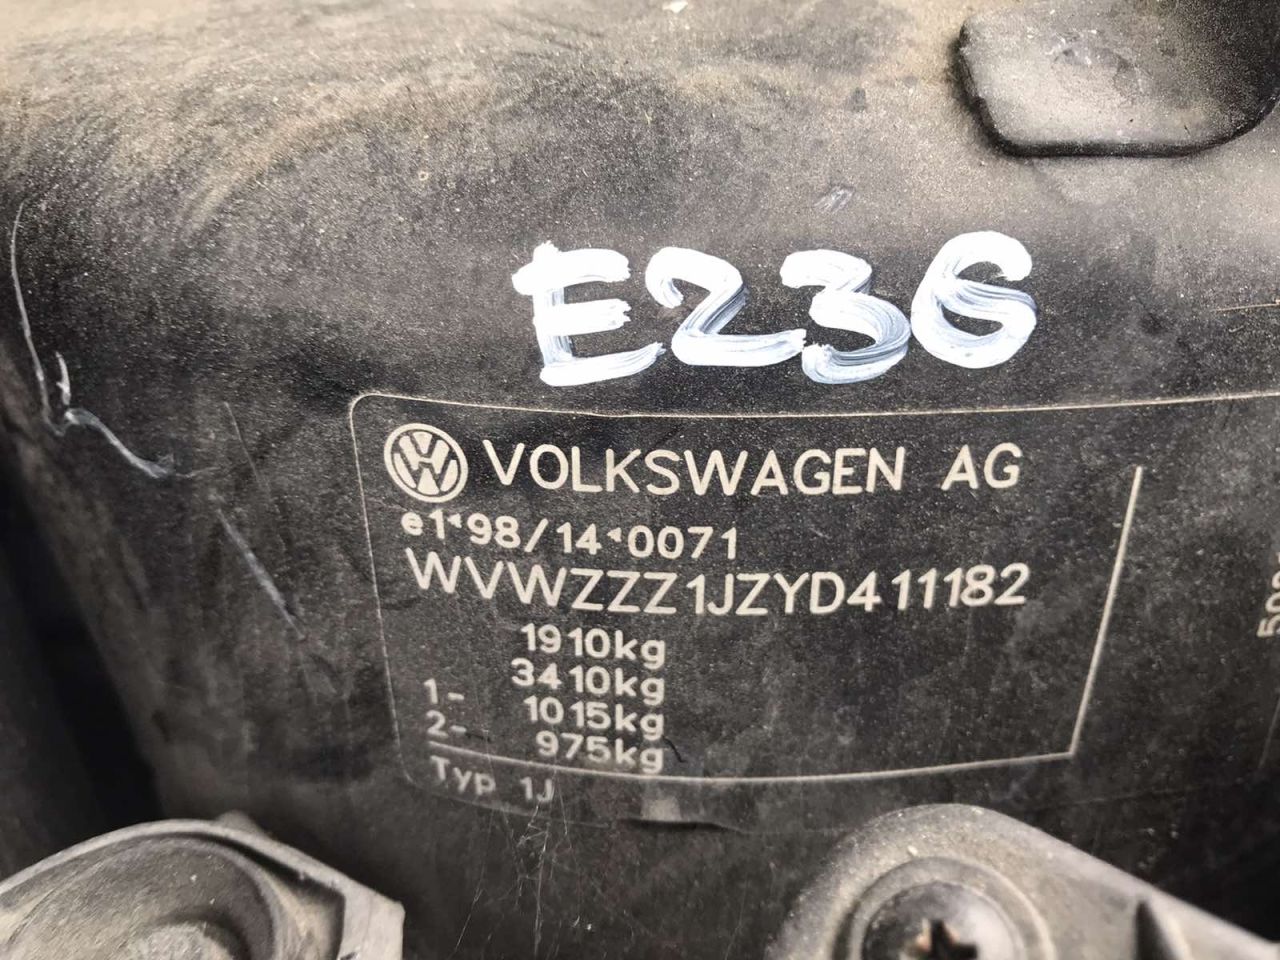 E236
VOLKSWAGEN AG
e1*98/14*0071
WVWZZZ1JZYD411182
1910kg
3410kg
1- 1015kg
2- 975kg
Typ 1J